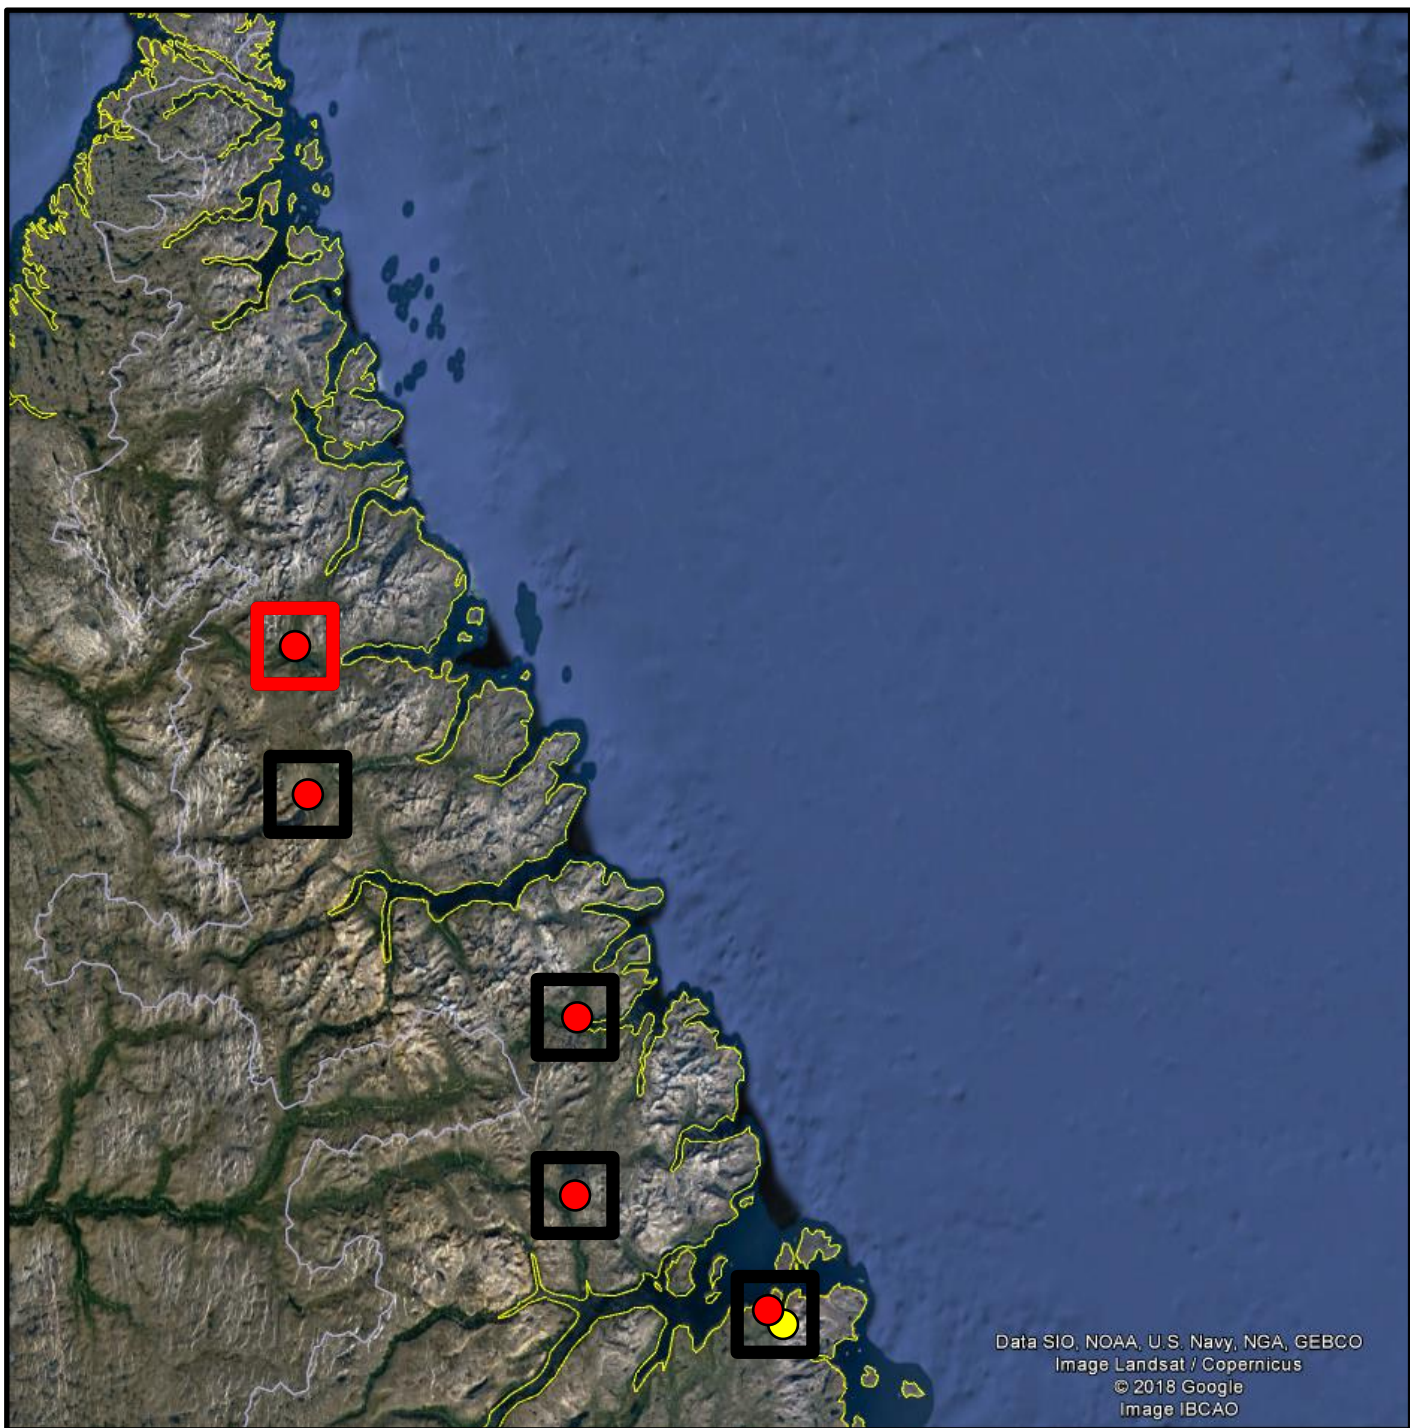 Data SIO, NOAA, U.S. Navy, NGA, GEBCO
Image Landsat / Copernicus
© 2018 Google
Image IBCAO